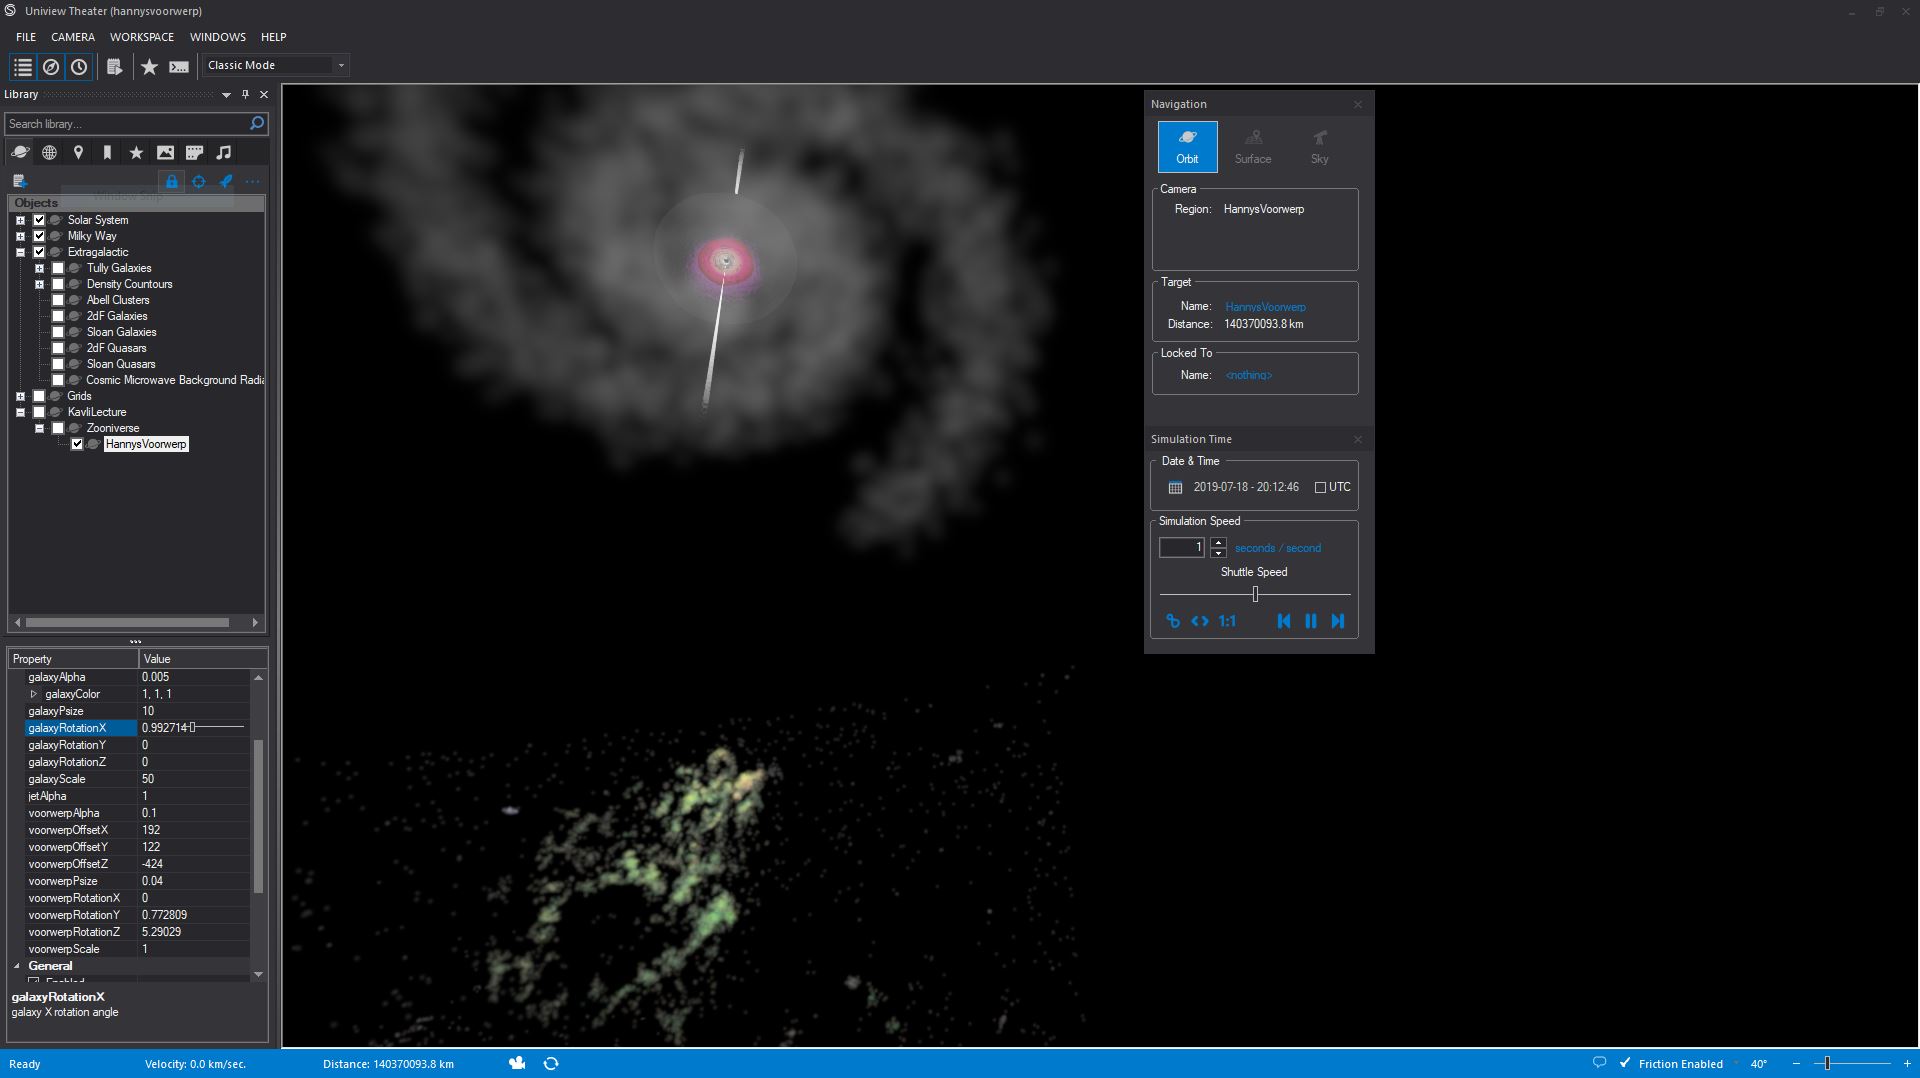 Uniview Theater (hannysvoorwerp)
FILE CAMERA WORKSPACE WINDOWS HELP
Classic Mode
Library
Search library...
Window Snip
Objects
Solar System
Milky Way
Extragalactic
Tully Galaxies
Density Countours
Abell Clusters
2dF Galaxies
Sloan Galaxies
2dF Quasars
Sloan Quasars
Cosmic Microwave Background Radia
Grids
KavliLecture
Zooniverse
HannysVoorwerp
Property Value
galaxyAlpha 0.005
galaxyColor 1, 1, 1
galaxyPsize 10
galaxyRotationX 0.992714
galaxyRotationY 0
galaxyRotationZ 0
galaxyScale 50
jetAlpha 1
voorwerpAlpha 0.1
voorwerpOffsetX 192
voorwerpOffsetY 122
voorwerpOffsetZ -424
voorwerpPsize 0.04
voorwerpRotationX 0
voorwerpRotationY 0.772809
voorwerpRotationZ 5.29029
voorwerpScale 1
General
Enabled
galaxyRotationX
galaxy X rotation angle
Navigation
Orbit Surface Sky
Camera
Region: HannysVoorwerp
Target
Name: HannysVoorwerp
Distance: 140370093.8 km
Locked To
Name: <nothing>
Simulation Time
Date & Time
2019-07-18 - 20:12:46 UTC
Simulation Speed
1 seconds / second
Shuttle Speed
1:1
Ready Velocity: 0.0 km/sec. Distance: 140370093.8 km Friction Enabled 40°